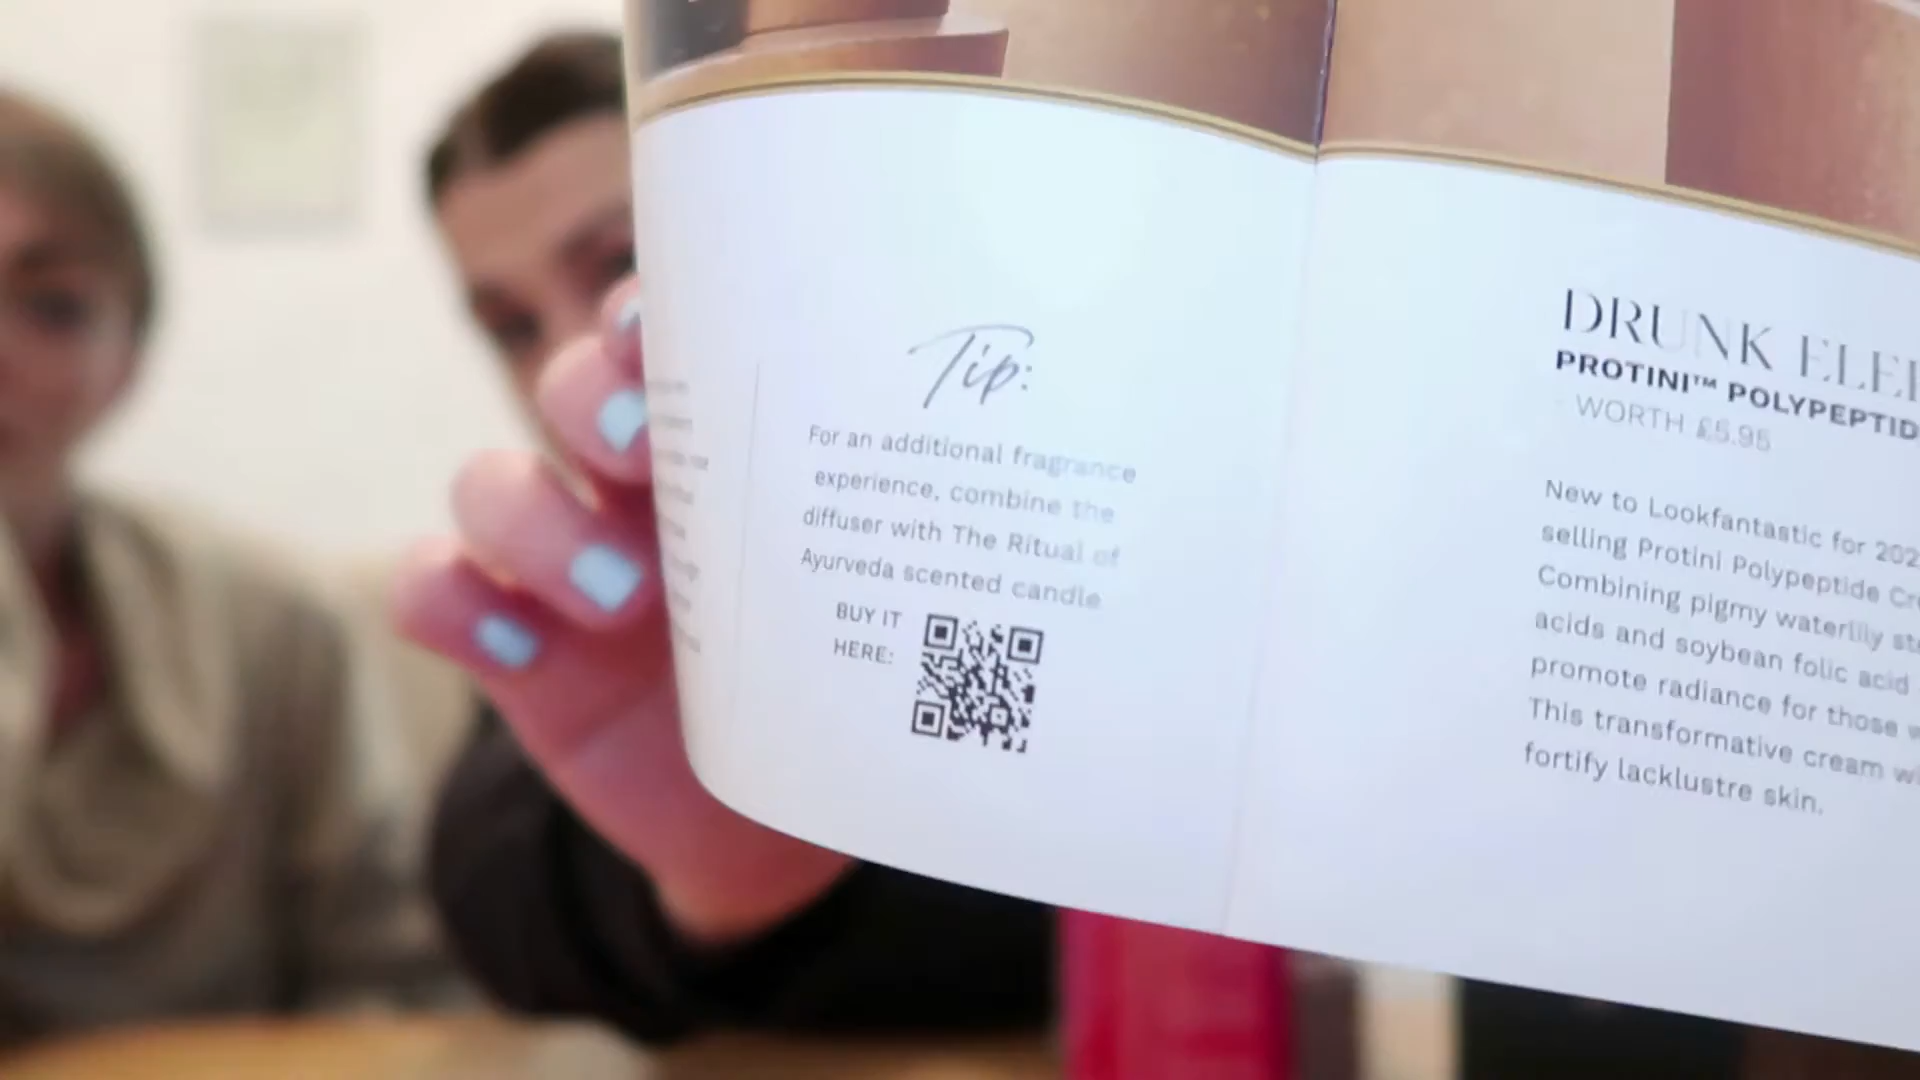 Tip:
For an additional fragrance
experience, combine the
diffuser with The Ritual of
Ayurveda scented candle
BUY IT
HERE:
DRUNK
PROTINI™
WORTH £5.95
New to Lookfantastic for
selling Protini Polypeptide
Combining pigmy waterlily
acids and soybean folic acid
promote radiance for those
This transformative cream
fortify lacklustre skin.